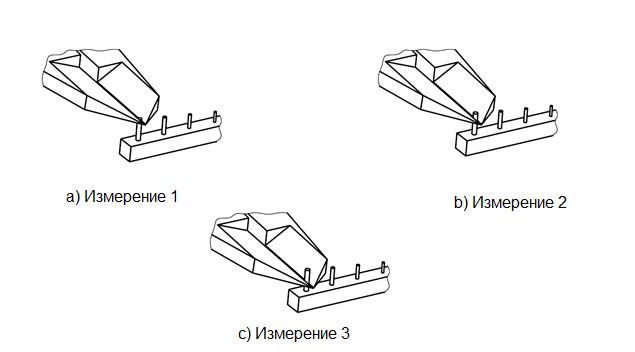 a) Измерение 1
b) Измерение 2
c) Измерение 3